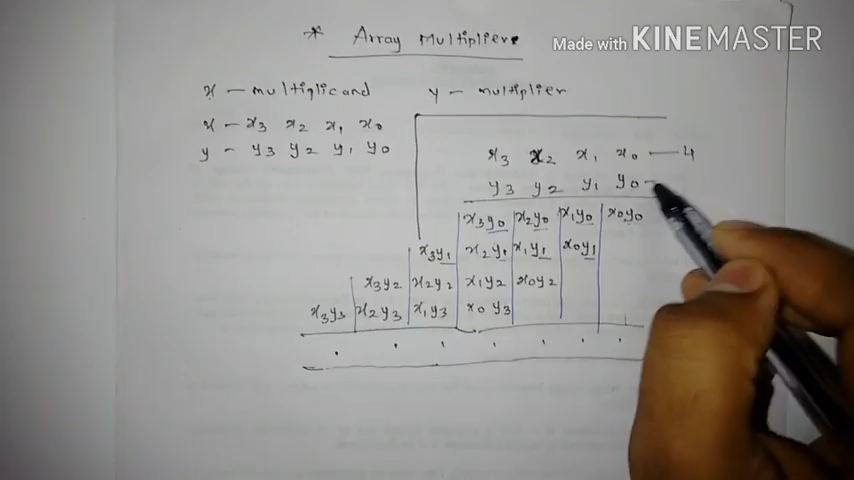 * Array Multiplier
Made with KINEMASTER
x - multiplicand    y - multiplier
x - x3 x2 x1 x0
y - y3 y2 y1 y0
x3 x2 x1 x0 — 4
y3 y2 y1 y0 —
x3y0 x2y0 x1y0 x0y0
x3y1 x2y1 x1y1 x0y1
x3y2 x2y2 x1y2 x0y2
x3y3 x2y3 x1y3 x0y3
. . . . . . .